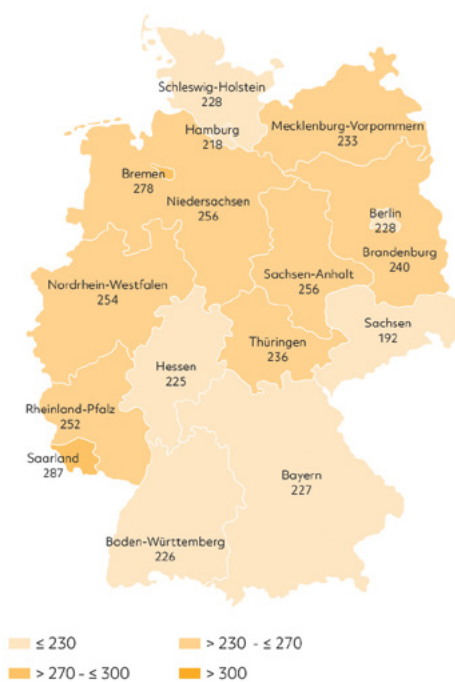 Schleswig-Holstein
228
Hamburg
218
Mecklenburg-Vorpommern
233
Bremen
278
Niedersachsen
256
Berlin
228
Brandenburg
240
Nordrhein-Westfalen
254
Sachsen-Anhalt
256
Sachsen
192
Thüringen
236
Hessen
225
Rheinland-Pfalz
252
Saarland
287
Bayern
227
Baden-Württemberg
226
≤ 230
> 230 - ≤ 270
> 270 - ≤ 300
> 300